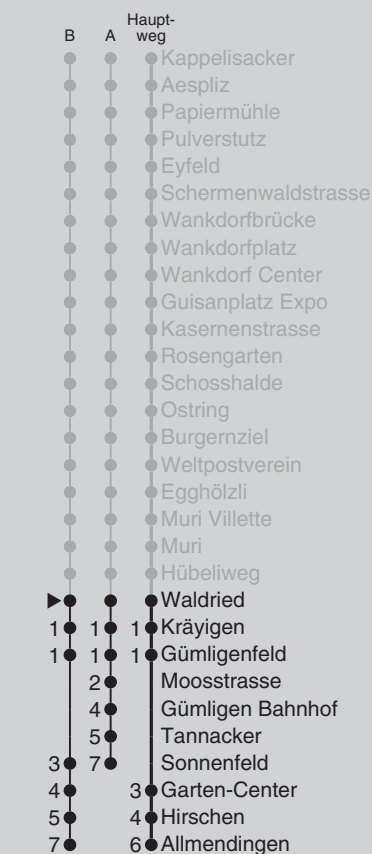 B A Haupt-
weg
Kappelisacker
Aespliz
Papiermühle
Pulverstutz
Eyfeld
Schermenwaldstrasse
Wankdorfbrücke
Wankdorfplatz
Wankdorf Center
Guisanplatz Expo
Kasernenstrasse
Rosengarten
Schosshalde
Ostring
Burgernziel
Weltpostverein
Egghölzli
Muri Villette
Muri
Hübeliweg
Waldried
1 1 1 Kräyigen
1 1 1 Gümligenfeld
2 Moosstrasse
4 Gümligen Bahnhof
5 Tannacker
3 7 Sonnenfeld
4 3 Garten-Center
5 4 Hirschen
7 6 Allmendingen